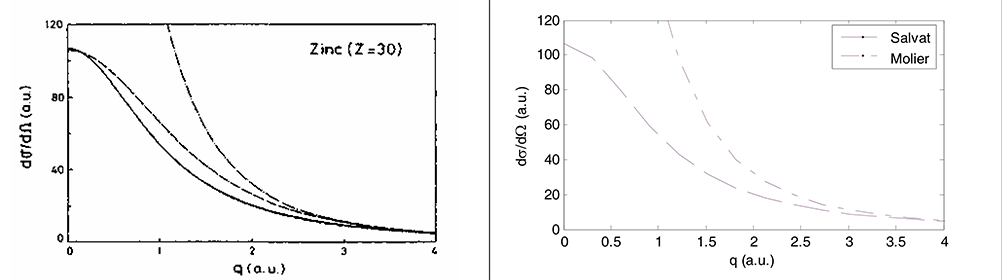 120
Zinc (Z=30)
dσ/dΩ (a.u.)
80
40
0
0 1 2 3 4
q (a.u.)
120
Salvat
Molier
100
80
dσ/dΩ (a.u.)
60
40
20
0
0 0.5 1 1.5 2 2.5 3 3.5 4
q (a.u.)